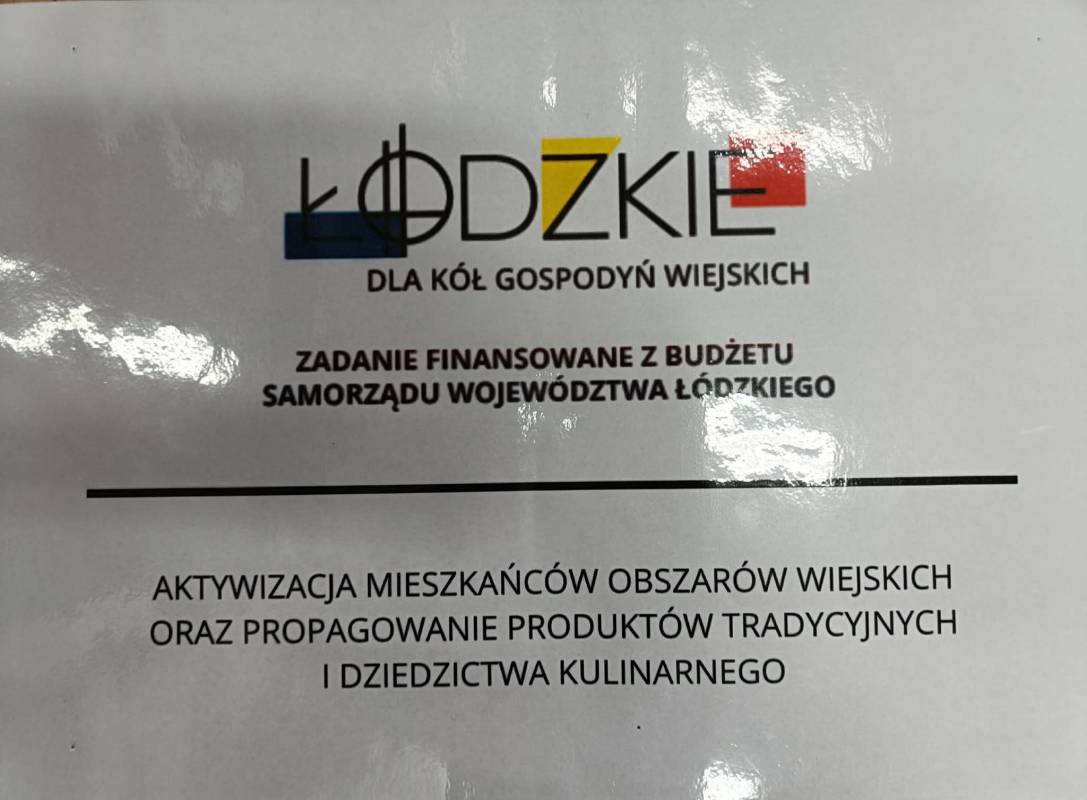 ŁÓDZKIE
DLA KÓŁ GOSPODYŃ WIEJSKICH
ZADANIE FINANSOWANE Z BUDŻETU
SAMORZĄDU WOJEWÓDZTWA ŁÓDZKIEGO
AKTYWIZACJA MIESZKAŃCÓW OBSZARÓW WIEJSKICH
ORAZ PROPAGOWANIE PRODUKTÓW TRADYCYJNYCH
I DZIEDZICTWA KULINARNEGO